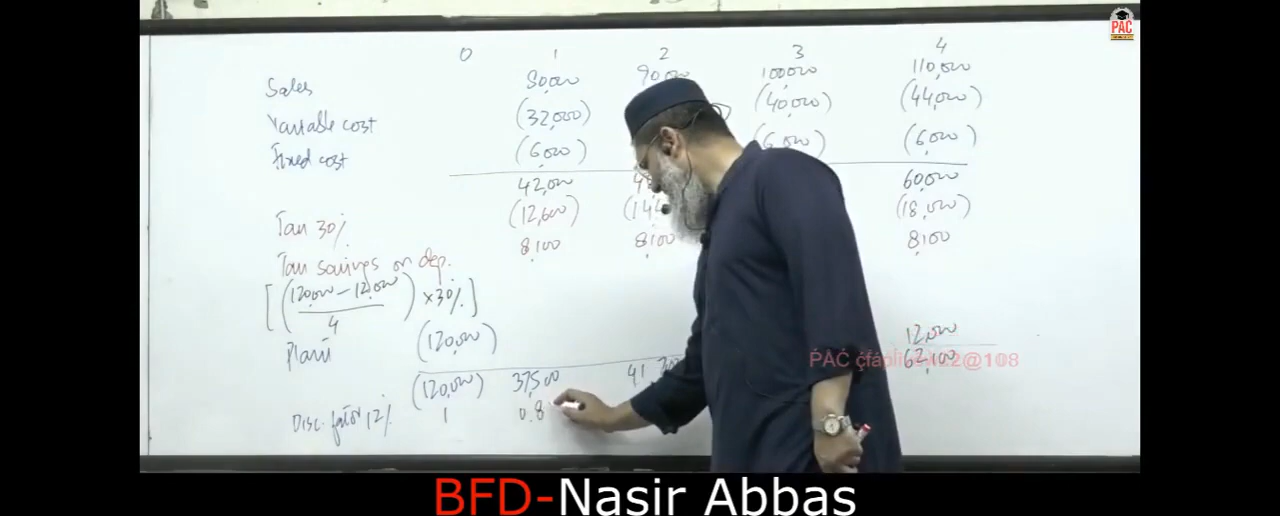 PAC
0 1 2 3 4
Sales 80,000 90,000 100,000 110,000
Variable cost (32,000) (40,000) (44,000)
Fixed cost (6,000) (6,000) (6,000)
42,000 60,000
Tax 30% (12,600) (18,000)
8,100 8,100 8,100
Tax savings on dep.
[(120,000 - 12,000 / 4) x 30%]
Plant (120,000) 12,000
(120,000) 37,500 62,100
Disc. factor 12% 1 0.8
BFD-Nasir Abbas